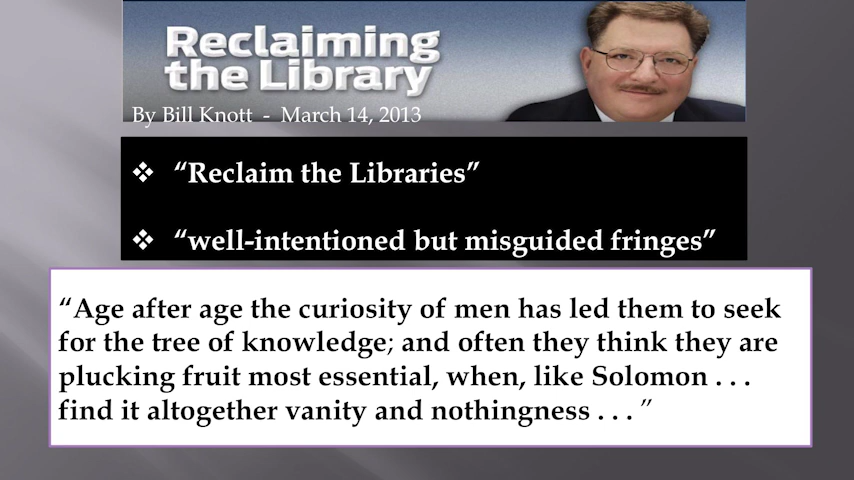 Reclaiming
the Library
By Bill Knott - March 14, 2013
❖ “Reclaim the Libraries”
❖ “well-intentioned but misguided fringes”
“Age after age the curiosity of men has led them to seek
for the tree of knowledge; and often they think they are
plucking fruit most essential, when, like Solomon . . .
find it altogether vanity and nothingness . . . ”